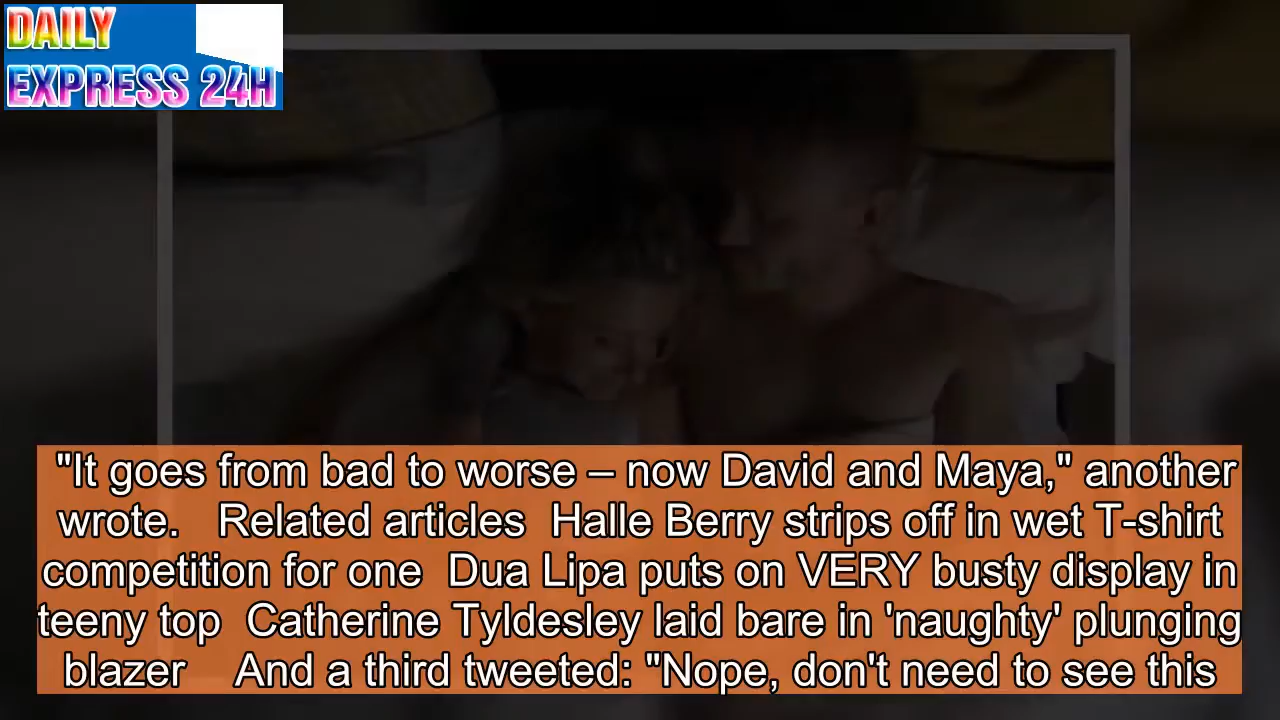 DAILY
EXPRESS 24H
"It goes from bad to worse – now David and Maya," another
wrote. Related articles Halle Berry strips off in wet T-shirt
competition for one Dua Lipa puts on VERY busty display in
teeny top Catherine Tyldesley laid bare in 'naughty' plunging
blazer And a third tweeted: "Nope, don't need to see this